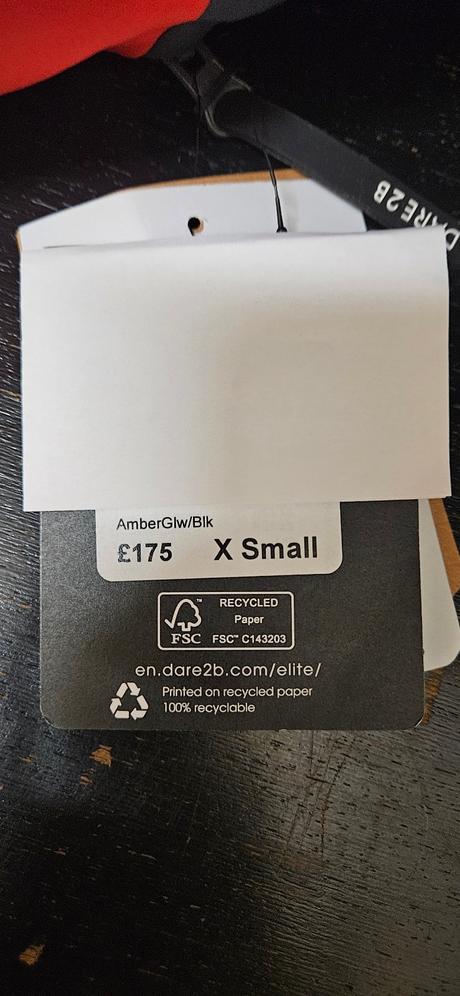 DARE2B
AmberGlw/Blk
£175 X Small
FSC™
RECYCLED
Paper
FSC™ C143203
en.dare2b.com/elite/
Printed on recycled paper
100% recyclable